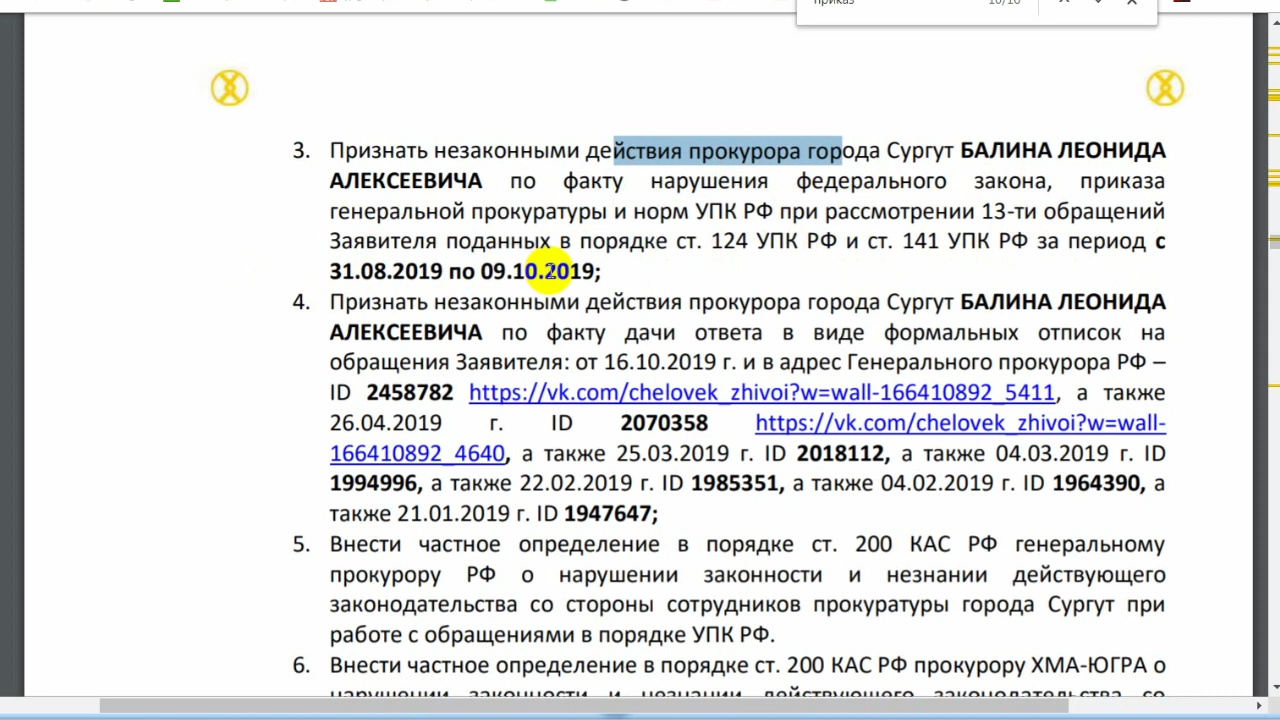 приказ 10/10
3. Признать незаконными действия прокурора города Сургут БАЛИНА ЛЕОНИДА
АЛЕКСЕЕВИЧА по факту нарушения федерального закона, приказа
генеральной прокуратуры и норм УПК РФ при рассмотрении 13-ти обращений
Заявителя поданных в порядке ст. 124 УПК РФ и ст. 141 УПК РФ за период с
31.08.2019 по 09.10.2019;
4. Признать незаконными действия прокурора города Сургут БАЛИНА ЛЕОНИДА
АЛЕКСЕЕВИЧА по факту дачи ответа в виде формальных отписок на
обращения Заявителя: от 16.10.2019 г. и в адрес Генерального прокурора РФ –
ID 2458782 https://vk.com/chelovek_zhivoi?w=wall-166410892_5411, а также
26.04.2019 г. ID 2070358 https://vk.com/chelovek_zhivoi?w=wall-
166410892_4640, а также 25.03.2019 г. ID 2018112, а также 04.03.2019 г. ID
1994996, а также 22.02.2019 г. ID 1985351, а также 04.02.2019 г. ID 1964390, а
также 21.01.2019 г. ID 1947647;
5. Внести частное определение в порядке ст. 200 КАС РФ генеральному
прокурору РФ о нарушении законности и незнании действующего
законодательства со стороны сотрудников прокуратуры города Сургут при
работе с обращениями в порядке УПК РФ.
6. Внести частное определение в порядке ст. 200 КАС РФ прокурору ХМА-ЮГРА о
нарушении законности и незнании действующего законодательства со